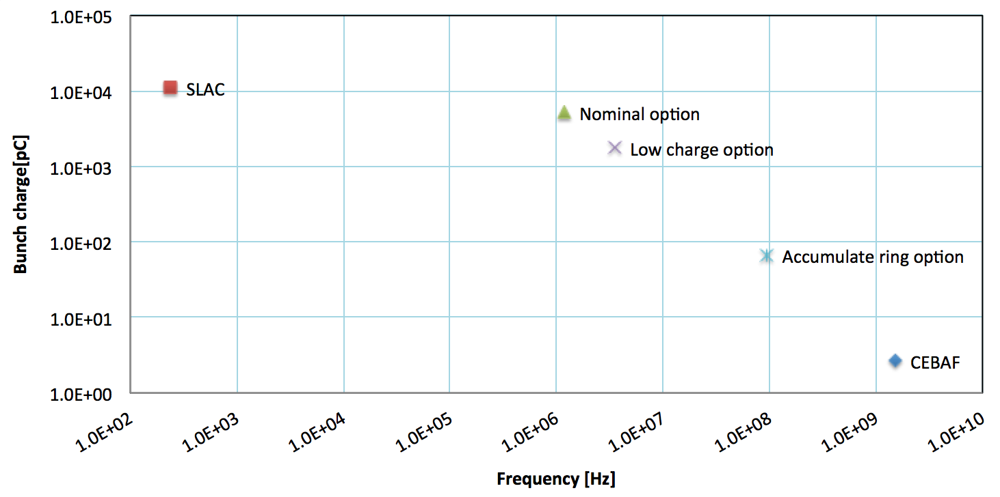 1.0E+05
1.0E+04
1.0E+03
1.0E+02
1.0E+01
1.0E+00
Bunch charge[pC]
SLAC
Nominal option
Low charge option
Accumulate ring option
CEBAF
1.0E+02
1.0E+03
1.0E+04
1.0E+05
1.0E+06
1.0E+07
1.0E+08
1.0E+09
1.0E+10
Frequency [Hz]